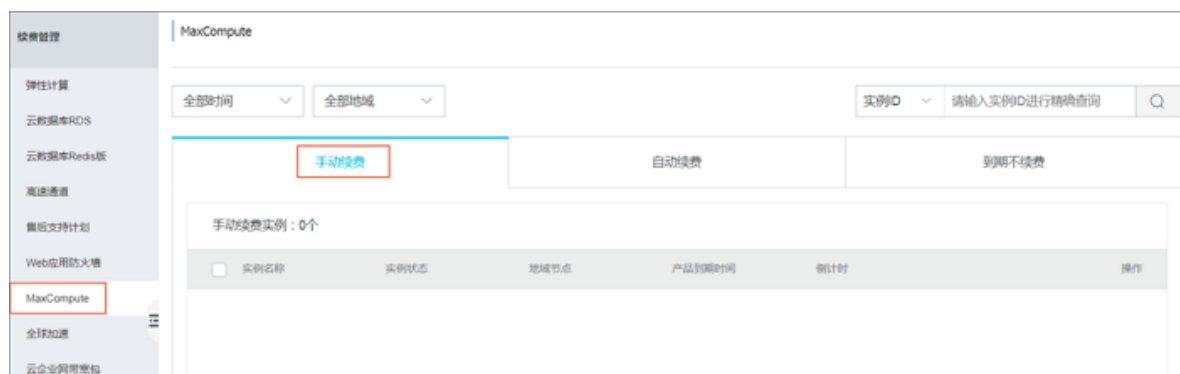 续费管理
MaxCompute
弹性计算
云数据库RDS
云数据库Redis版
高速通道
售后支持计划
Web应用防火墙
MaxCompute
全球加速
云企业网带宽包
全部时间
全部地域
实例ID
请输入实例ID进行精确查询
手动续费
自动续费
到期不续费
手动续费实例：0个
实例名称
实例状态
地域节点
产品到期时间
倒计时
操作